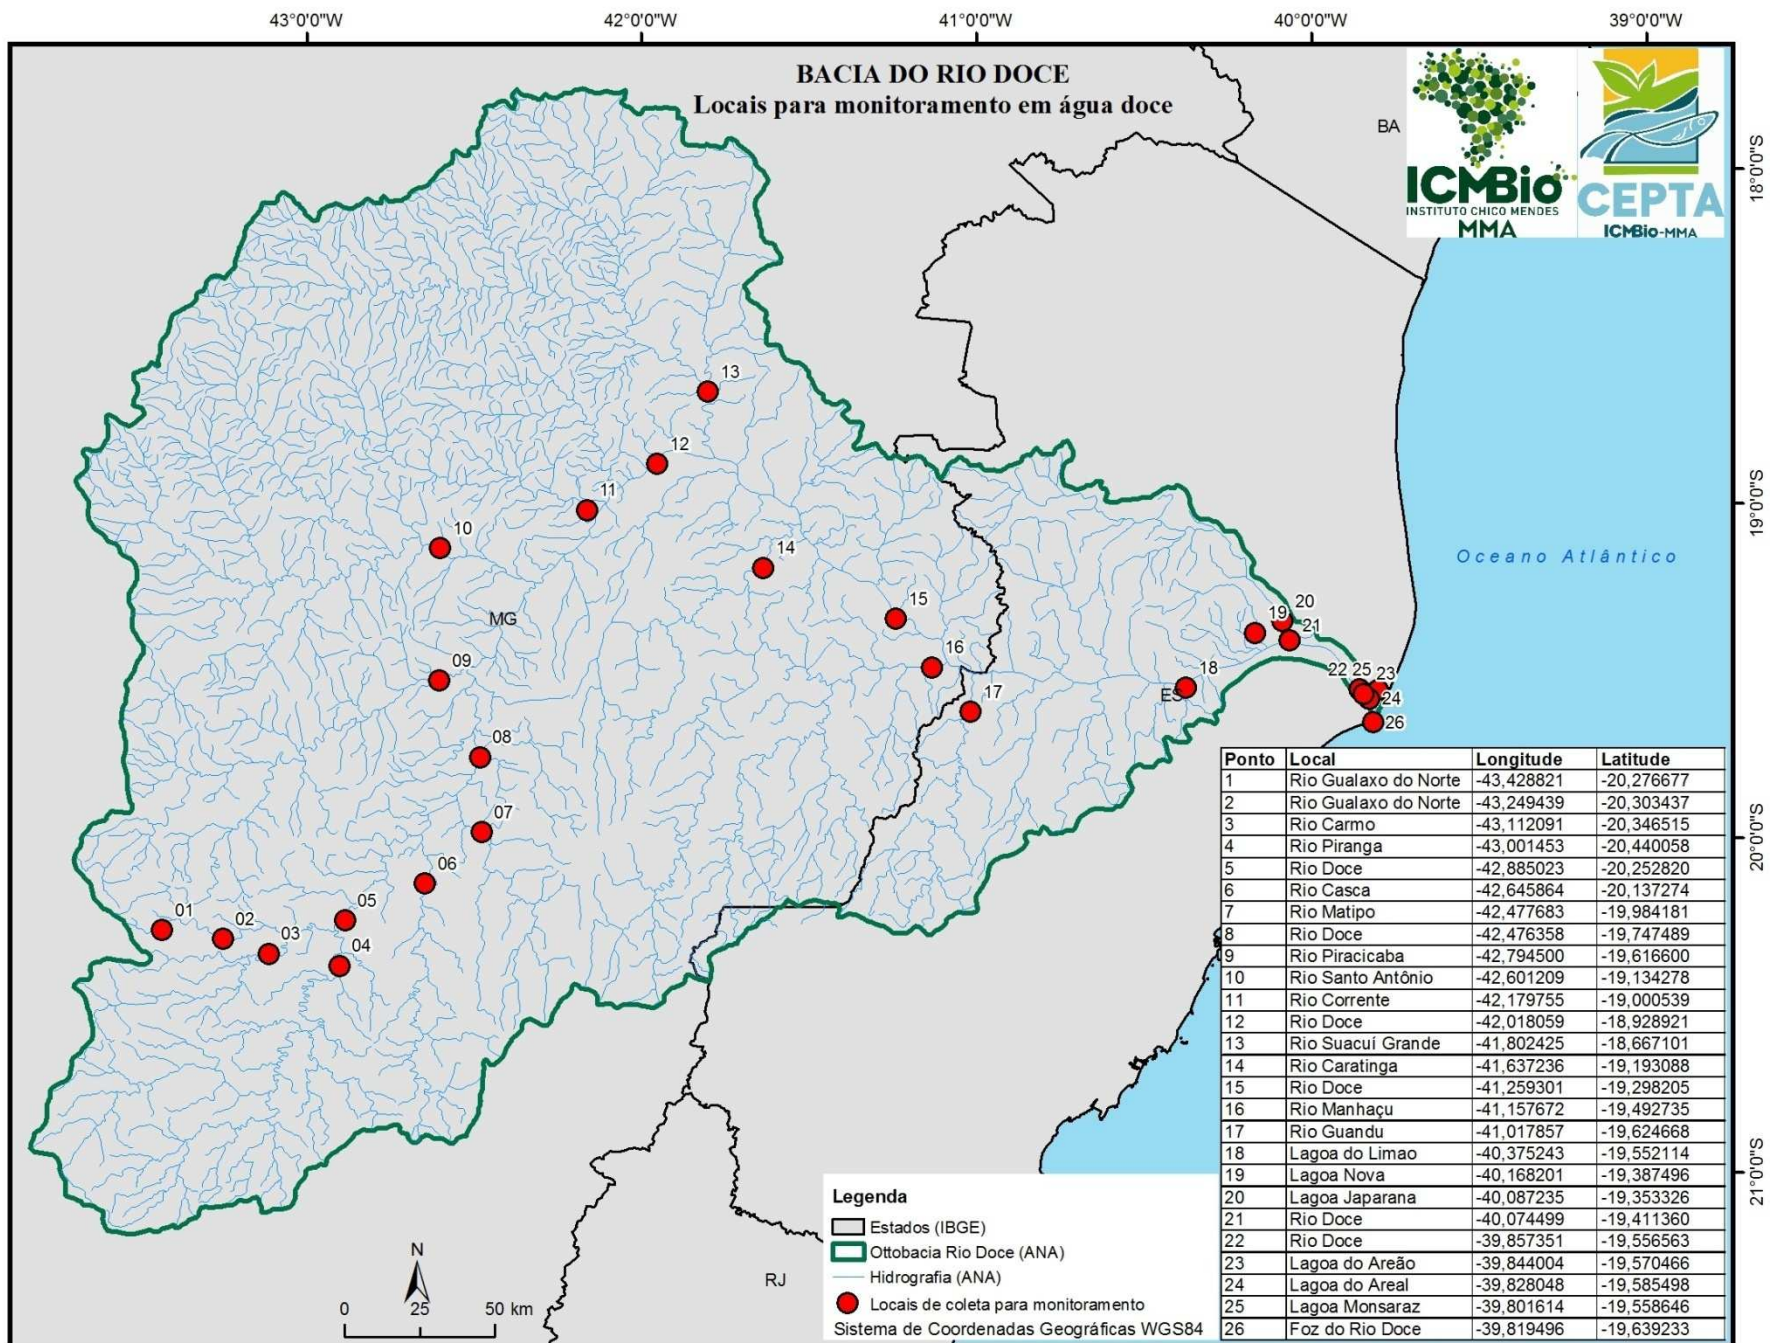 43°0'0"W 42°0'0"W 41°0'0"W 40°0'0"W 39°0'0"W
BACIA DO RIO DOCE
Locais para monitoramento em água doce
ICMBio
INSTITUTO CHICO MENDES
MMA
CEPTA
ICMBio-MMA
BA
18°0'0"S
13
12
11
19°0'0"S
10
14
Oceano Atlântico
15
MG
20
19
21
16
09
18
22 25 23
ES
24
17
26
08
07
20°0'0"S
06
05
01
02
03
04
Ponto Local Longitude Latitude
1 Rio Gualaxo do Norte -43,428821 -20,276677
2 Rio Gualaxo do Norte -43,249439 -20,303437
3 Rio Carmo -43,112091 -20,346515
4 Rio Piranga -43,001453 -20,440058
5 Rio Doce -42,885023 -20,252820
6 Rio Casca -42,645864 -20,137274
7 Rio Matipo -42,477683 -19,984181
8 Rio Doce -42,476358 -19,747489
9 Rio Piracicaba -42,794500 -19,616600
10 Rio Santo Antônio -42,601209 -19,134278
11 Rio Corrente -42,179755 -19,000539
12 Rio Doce -42,018059 -18,928921
13 Rio Suacuí Grande -41,802425 -18,667101
14 Rio Caratinga -41,637236 -19,193088
15 Rio Doce -41,259301 -19,298205
16 Rio Manhaçu -41,157672 -19,492735
17 Rio Guandu -41,017857 -19,624668
18 Lagoa do Limao -40,375243 -19,552114
19 Lagoa Nova -40,168201 -19,387496
20 Lagoa Japarana -40,087235 -19,353326
21 Rio Doce -40,074499 -19,411360
22 Rio Doce -39,857351 -19,556563
23 Lagoa do Areão -39,844004 -19,570466
24 Lagoa do Areal -39,828048 -19,585498
25 Lagoa Monsaraz -39,801614 -19,558646
26 Foz do Rio Doce -39,819496 -19,639233
21°0'0"S
RJ
N
0 25 50 km
Legenda
Estados (IBGE)
Ottobacia Rio Doce (ANA)
Hidrografia (ANA)
Locais de coleta para monitoramento
Sistema de Coordenadas Geográficas WGS84